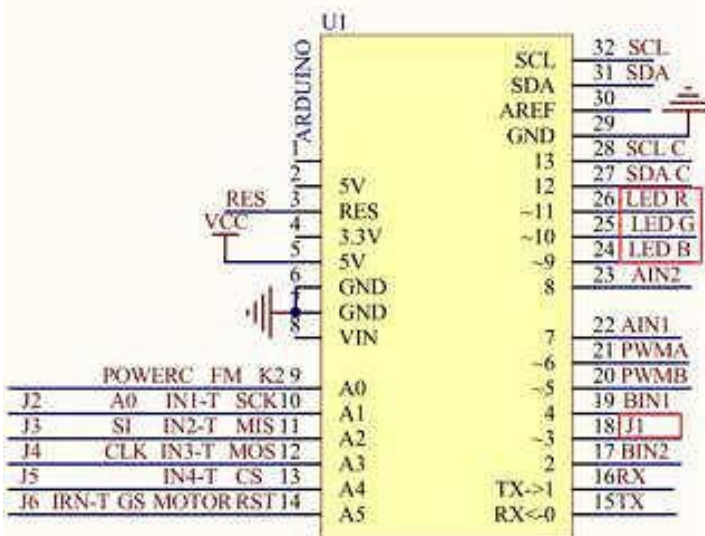 U1
ARDUINO
1
2
RES 3
VCC 4
5
6
7
8
POWERC FM K2 9
J2 A0 IN1-T SCK 10
J3 SI IN2-T MIS 11
J4 CLK IN3-T MOS 12
J5 IN4-T CS 13
J6 IRN-T GS MOTOR RST 14
5V
RES
3.3V
5V
GND
GND
VIN
A0
A1
A2
A3
A4
A5
SCL
SDA
AREF
GND
13
12
~11
~10
~9
8
7
~6
~5
4
~3
2
TX->1
RX<-0
32 SCL
31 SDA
30
29
28 SCL C
27 SDA C
26 LED R
25 LED G
24 LED B
23 AIN2
22 AIN1
21 PWMA
20 PWMB
19 BIN1
18 J1
17 BIN2
16RX
15TX